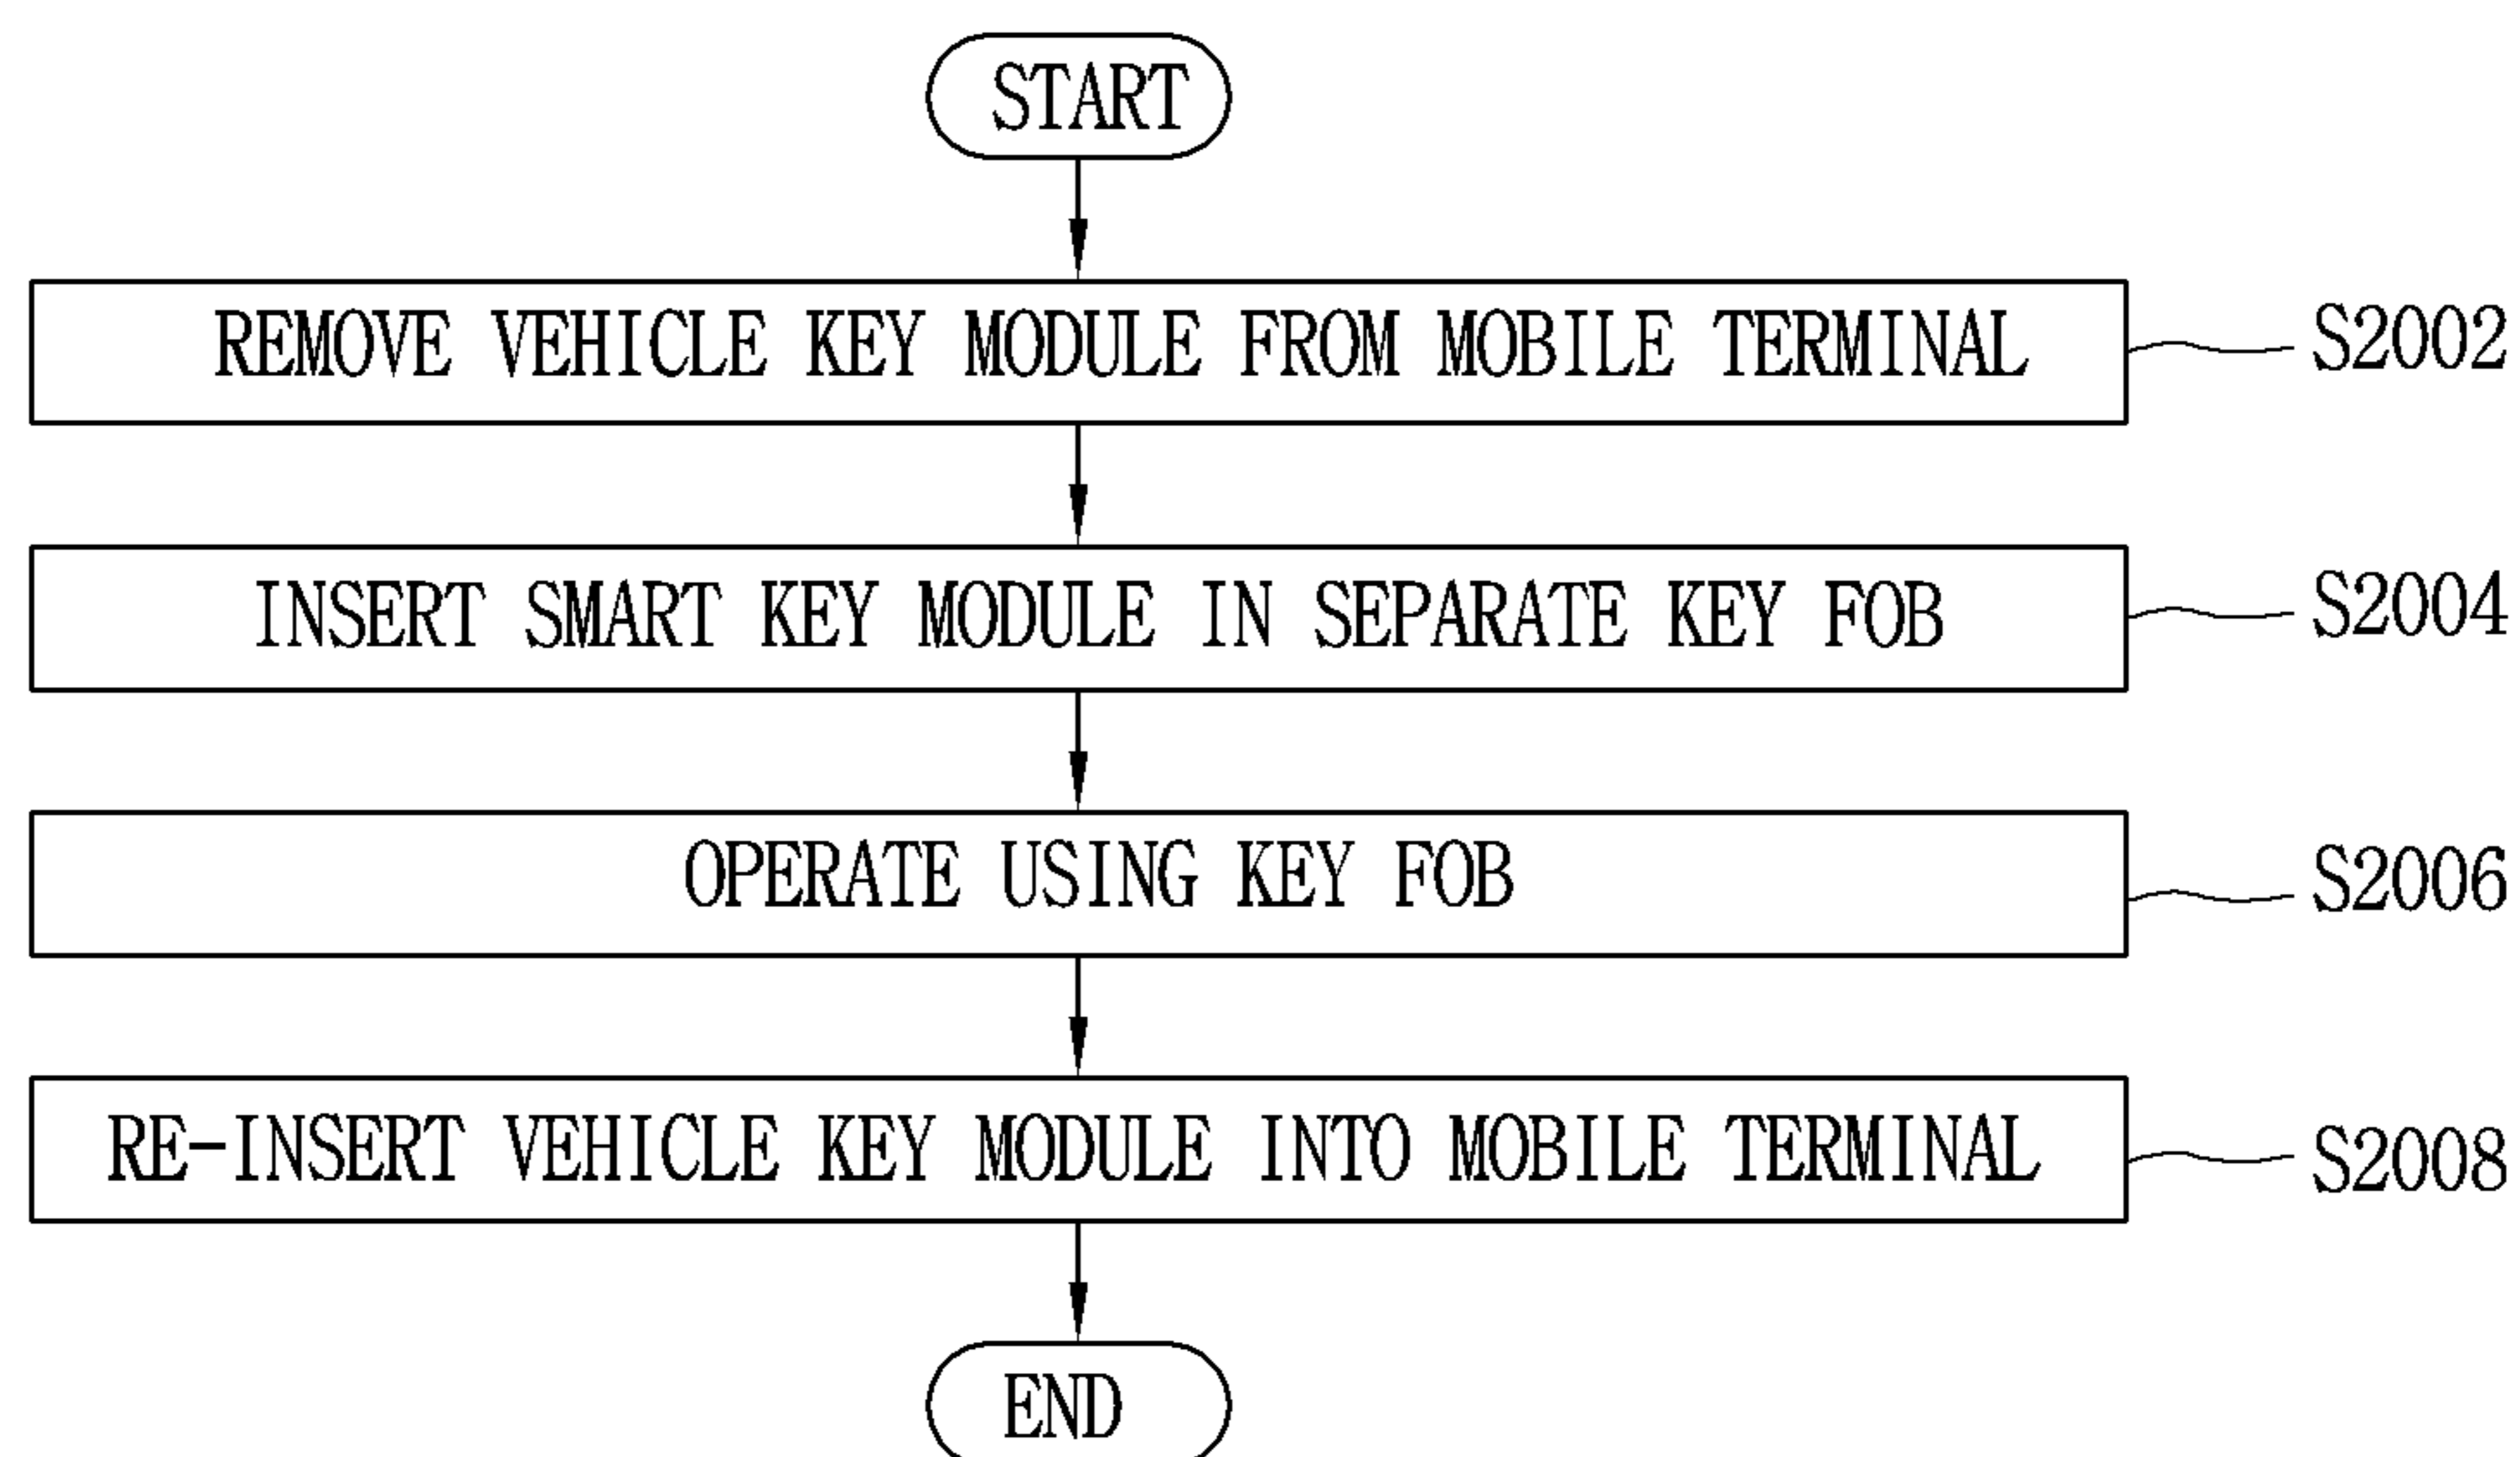 START
REMOVE VEHICLE KEY MODULE FROM MOBILE TERMINAL
S2002
INSERT SMART KEY MODULE IN SEPARATE KEY FOB
S2004
OPERATE USING KEY FOB
S2006
RE-INSERT VEHICLE KEY MODULE INTO MOBILE TERMINAL
S2008
END